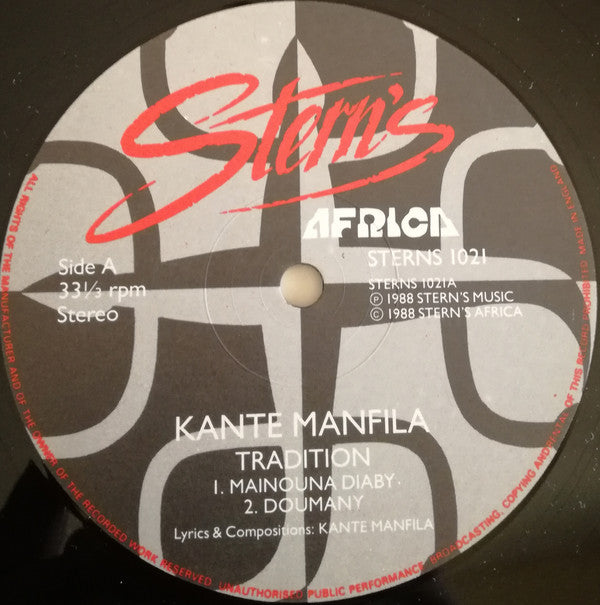 Stern's
AFRICA
STERNS 1021
Side A
33⅓ rpm
Stereo
STERNS 1021A
Ⓟ 1988 STERN'S MUSIC
© 1988 STERN'S AFRICA
KANTE MANFILA
TRADITION
1. MAINOUNA DIABY
2. DOUMANY
Lyrics & Compositions: KANTE MANFILA
ALL RIGHTS OF THE MANUFACTURER AND OF THE OWNER OF THE RECORDED WORK RESERVED. UNAUTHORISED PUBLIC PERFORMANCE, BROADCASTING, COPYING AND RENTAL OF THIS RECORD PROHIBITED. MADE IN ENGLAND